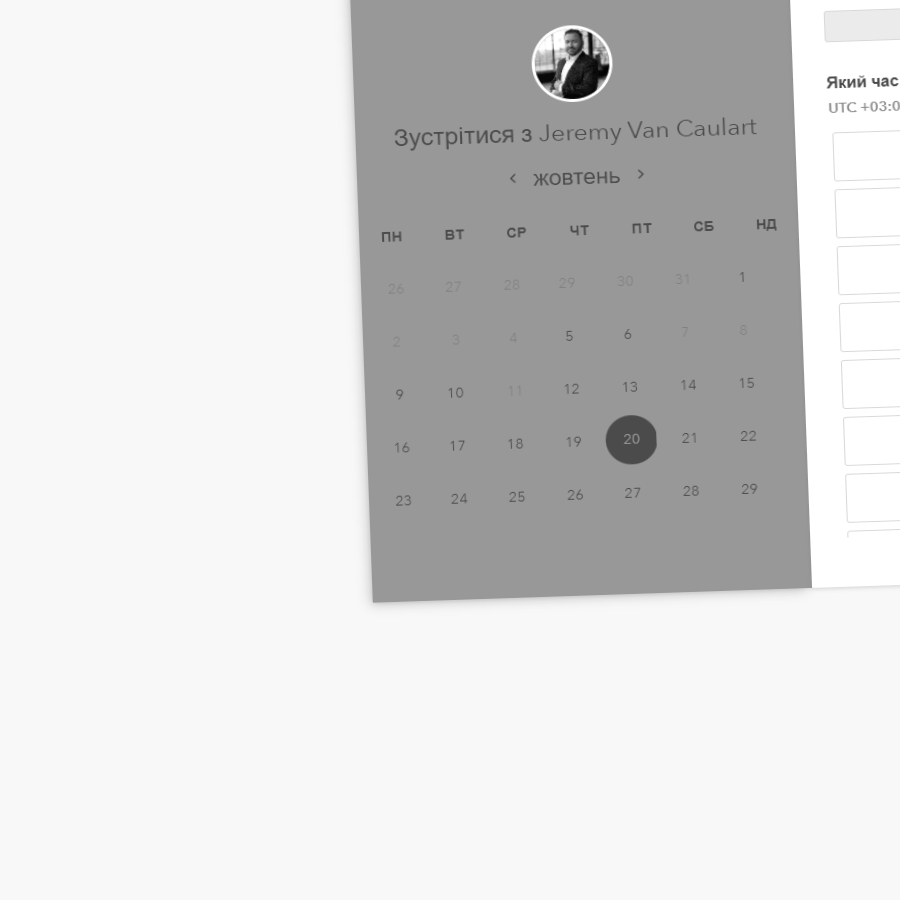 Зустрітися з Jeremy Van Caulart
< жовтень >
ПН ВТ СР ЧТ ПТ СБ НД
26 27 28 29 30 31 1
2 3 4 5 6 7 8
9 10 11 12 13 14 15
16 17 18 19 20 21 22
23 24 25 26 27 28 29
Який час
UTC +03:0